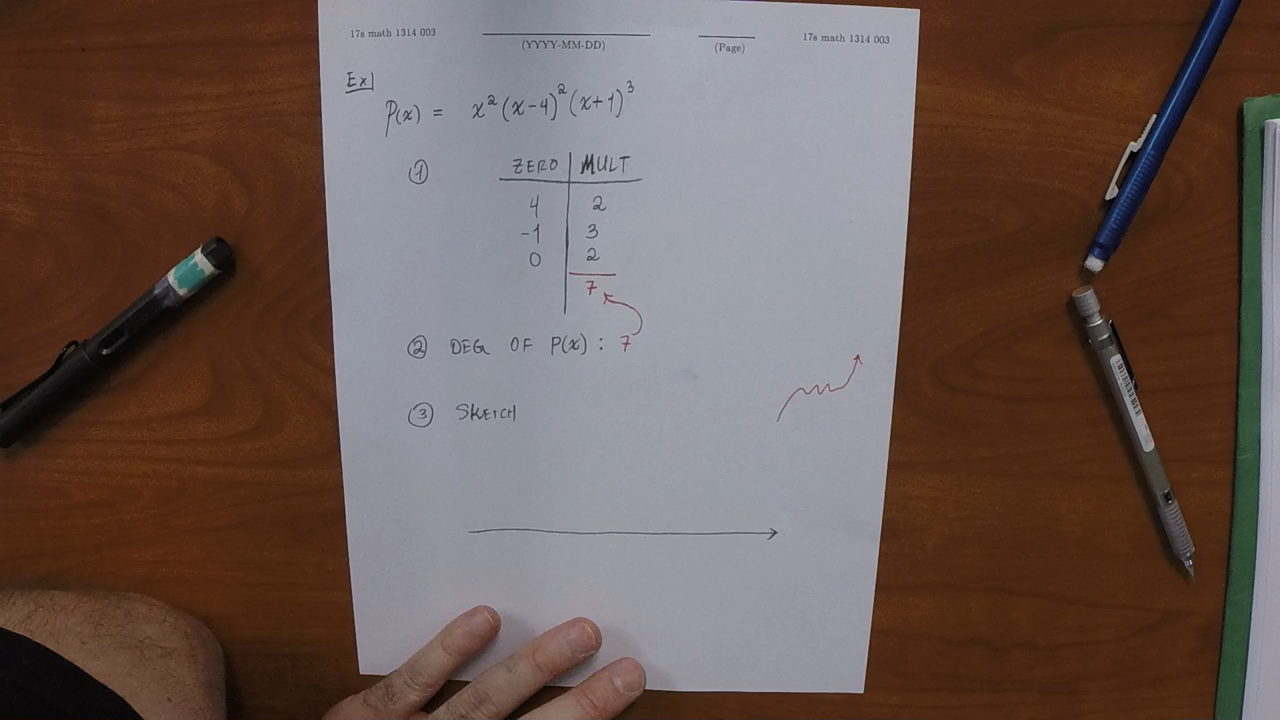 17s math 1314 003 (YYYY-MM-DD) (Page) 17s math 1314 003
Ex1
P(x) = x²(x-4)²(x+1)³
① ZERO MULT
4 2
-1 3
0 2
7
② DEG OF P(x) : 7
③ SKETCH